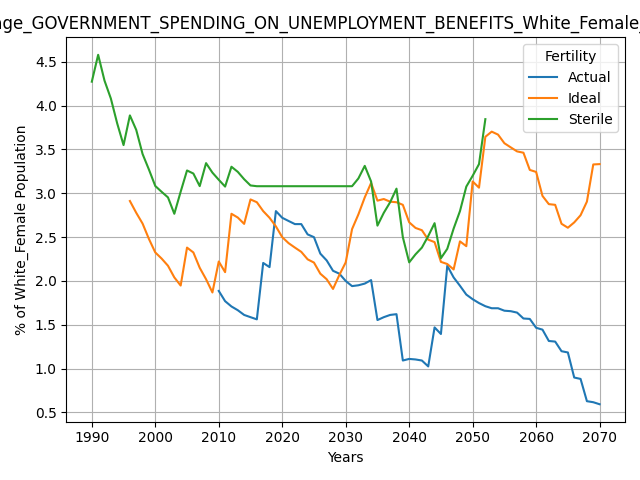 age_GOVERNMENT_SPENDING_ON_UNEMPLOYMENT_BENEFITS_White_Female_
Fertility
Actual
Ideal
Sterile
% of White_Female Population
4.5
4.0
3.5
3.0
2.5
2.0
1.5
1.0
0.5
1990 2000 2010 2020 2030 2040 2050 2060 2070
Years